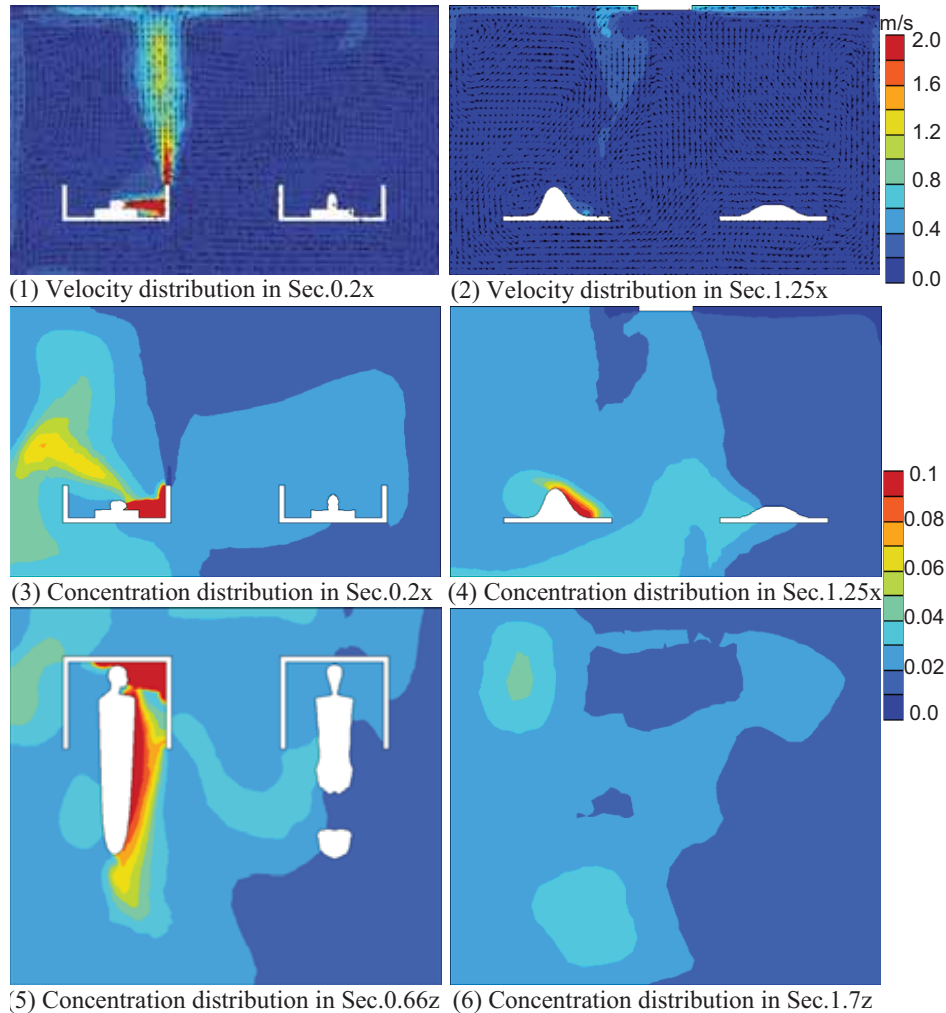 m/s
2.0
1.6
1.2
0.8
0.4
0.0
(1) Velocity distribution in Sec.0.2x
(2) Velocity distribution in Sec.1.25x
0.1
0.08
0.06
0.04
0.02
0.0
(3) Concentration distribution in Sec.0.2x
(4) Concentration distribution in Sec.1.25x
(5) Concentration distribution in Sec.0.66z
(6) Concentration distribution in Sec.1.7z